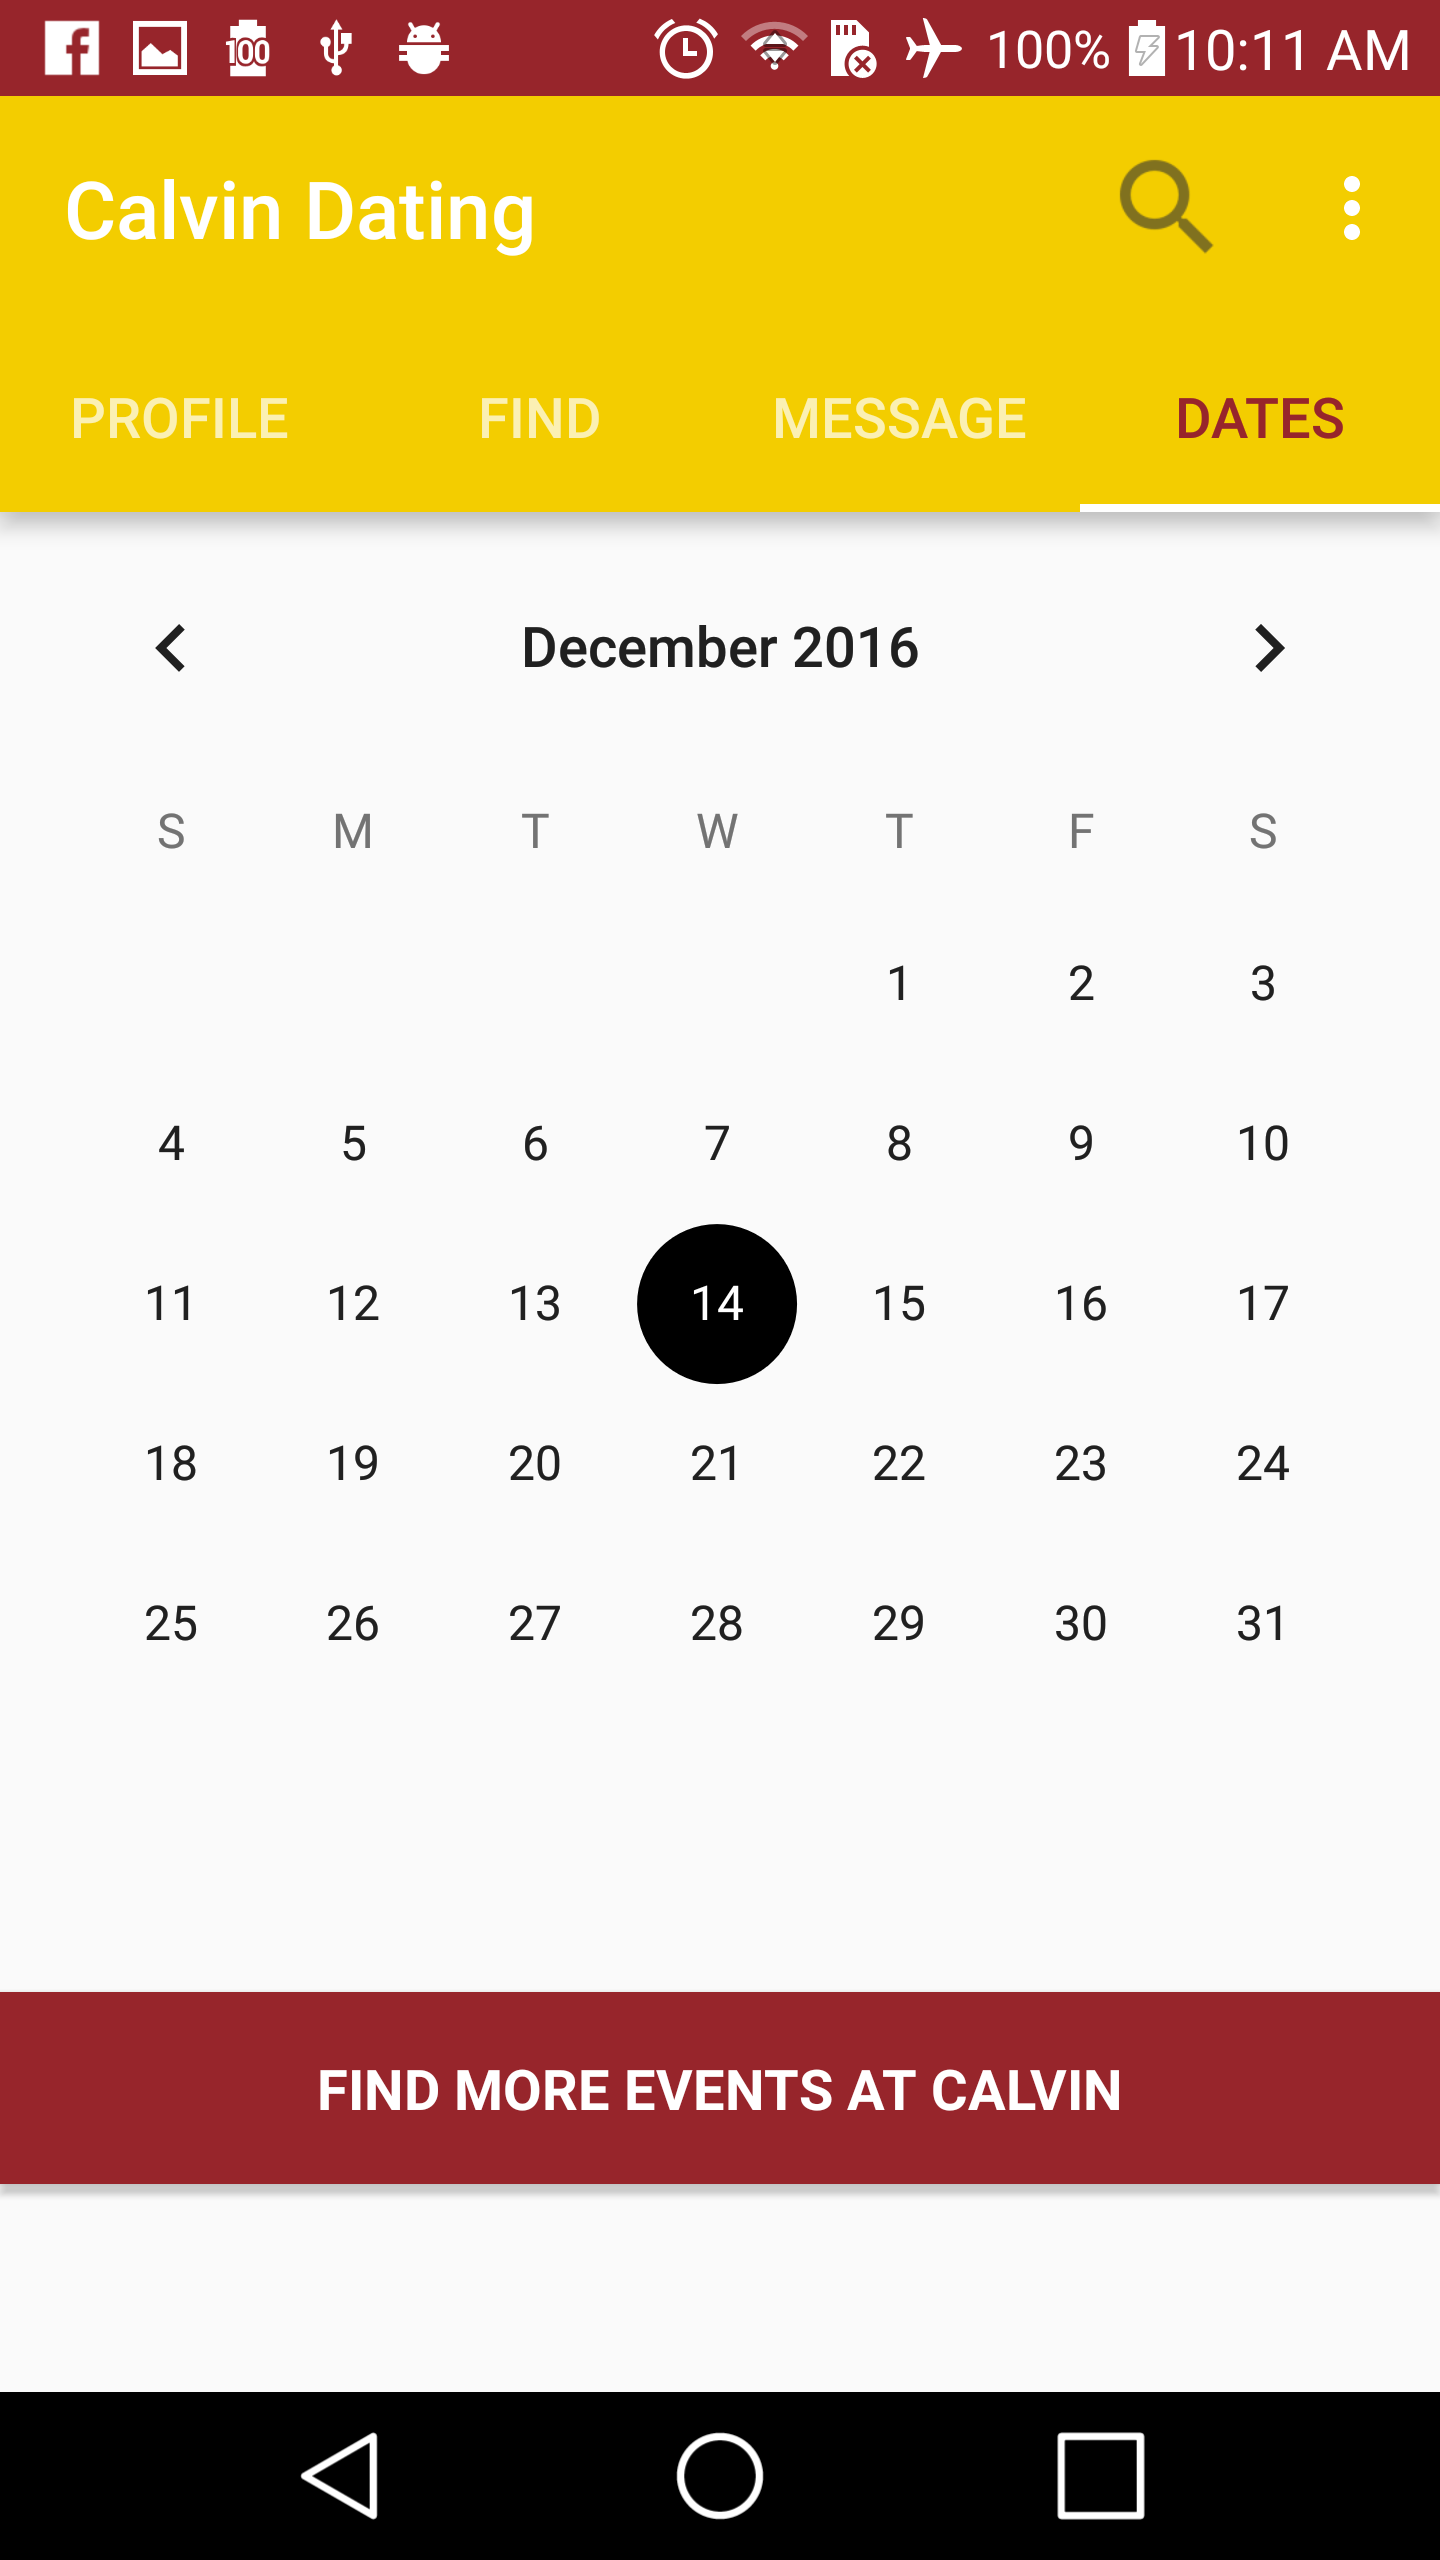 100 100% 10:11 AM
Calvin Dating
PROFILE FIND MESSAGE DATES
December 2016
S M T W T F S
1 2 3
4 5 6 7 8 9 10
11 12 13 14 15 16 17
18 19 20 21 22 23 24
25 26 27 28 29 30 31
FIND MORE EVENTS AT CALVIN